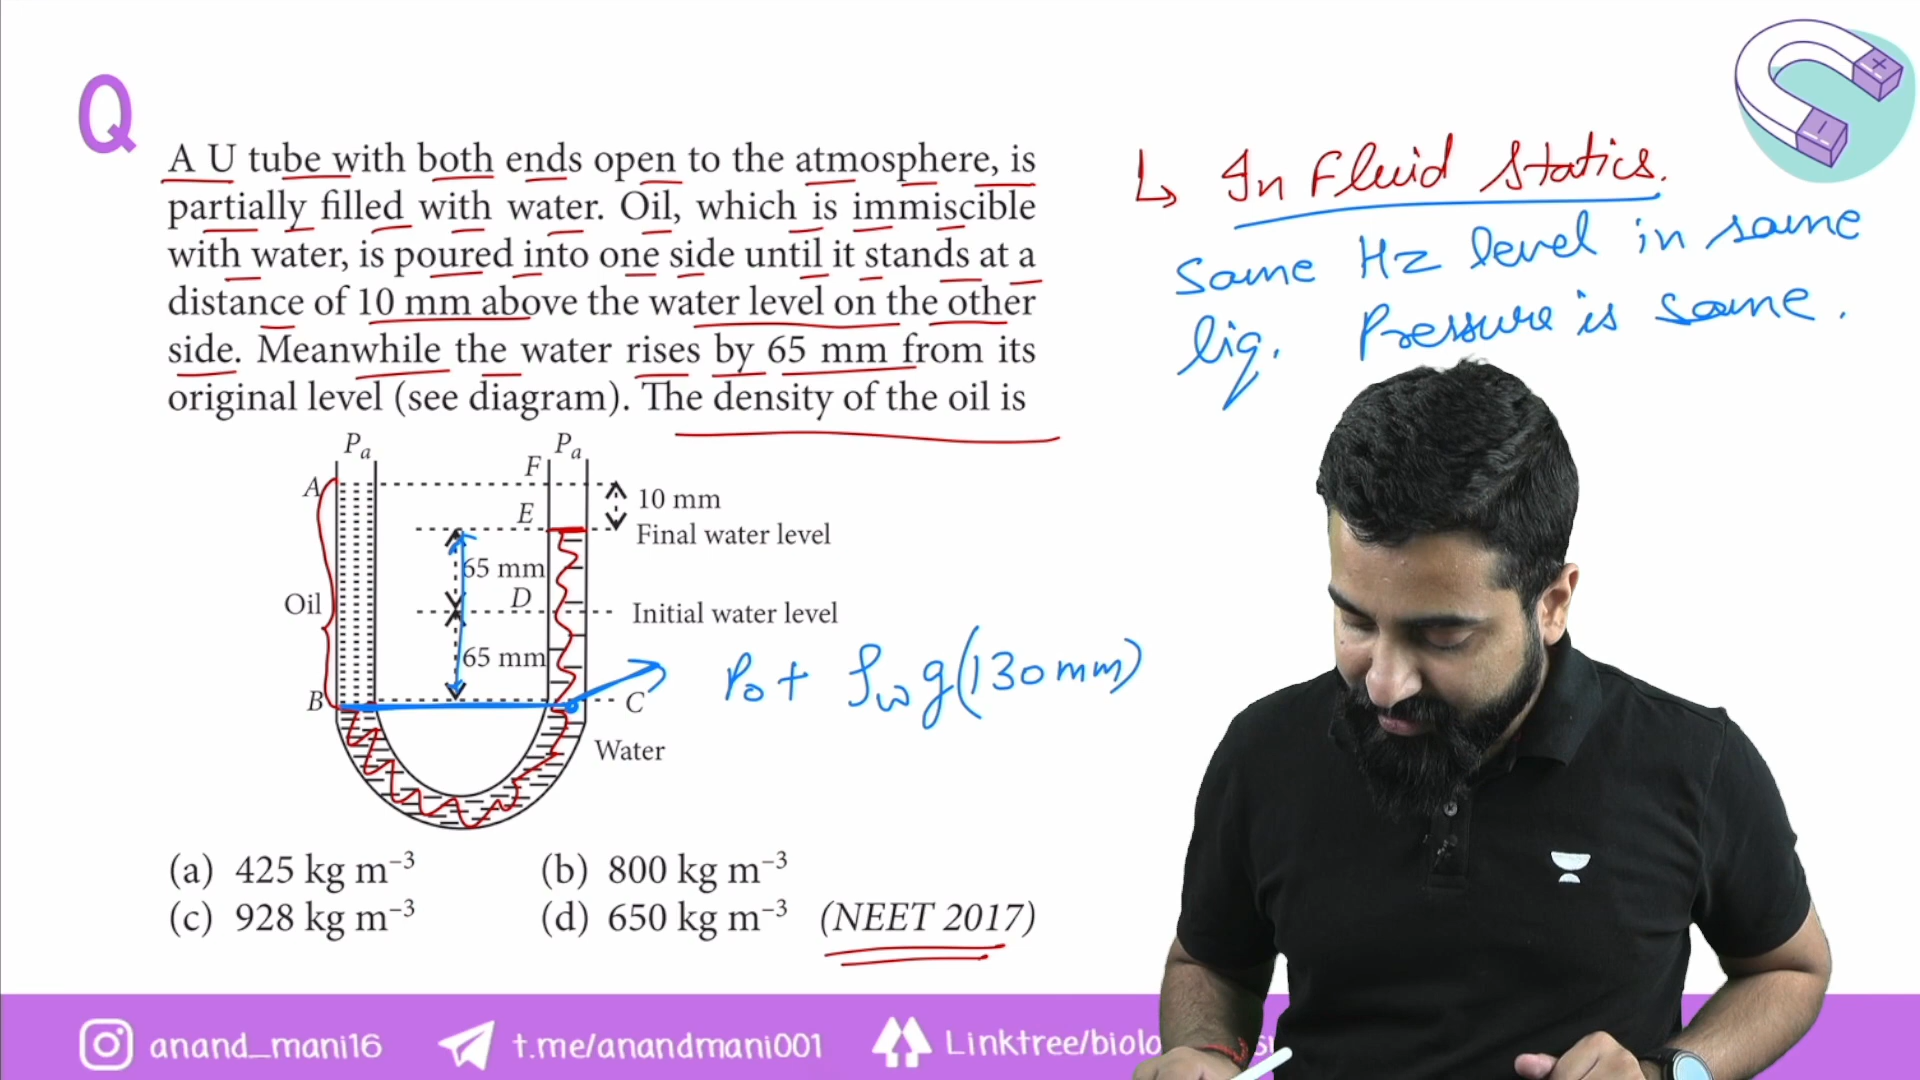 Q
A U tube with both ends open to the atmosphere, is
partially filled with water. Oil, which is immiscible
with water, is poured into one side until it stands at a
distance of 10 mm above the water level on the other
side. Meanwhile the water rises by 65 mm from its
original level (see diagram). The density of the oil is
↳ In Fluid Statics.
Same Hz level in same
liq. Pressure is same.
Pa Pa
F
A
10 mm
E
Final water level
65 mm
D
Oil
Initial water level
65 mm
B
C
P₀ + ρw g(130mm)
Water
(a) 425 kg m⁻³ (b) 800 kg m⁻³
(c) 928 kg m⁻³ (d) 650 kg m⁻³ (NEET 2017)
anand_mani16 t.me/anandmani001 Linktree/biolo